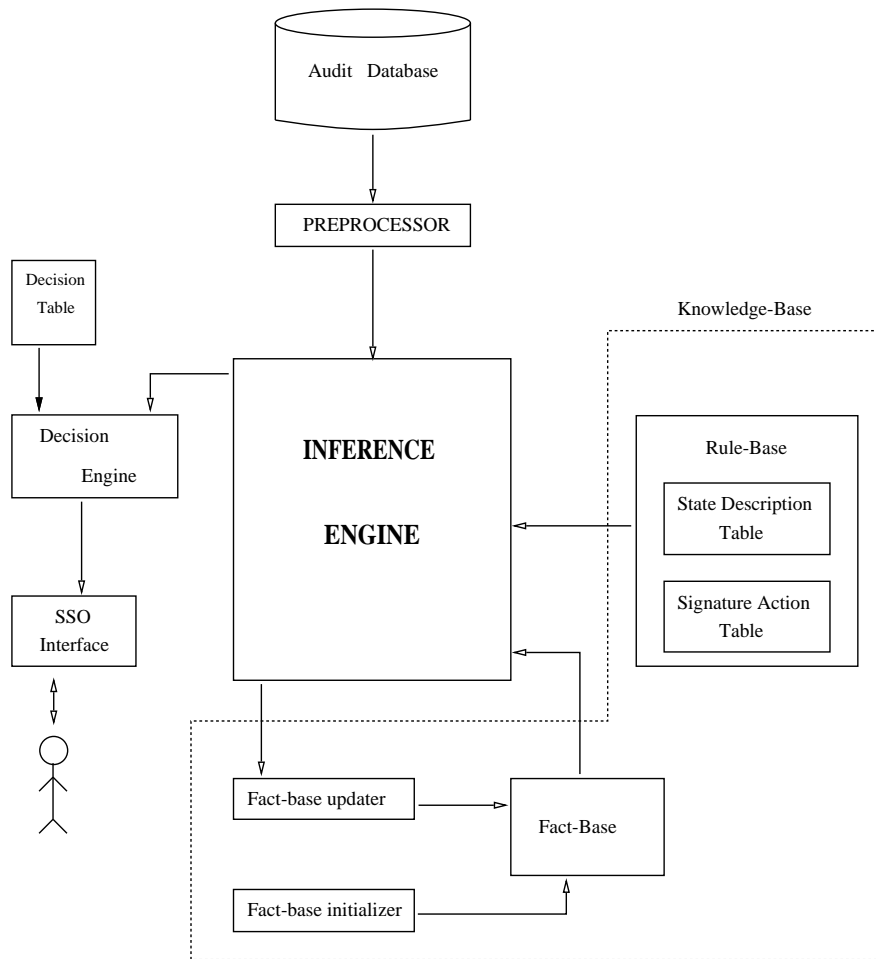 Audit Database
PREPROCESSOR
Decision
Table
Knowledge-Base
Decision
Engine
INFERENCE
ENGINE
Rule-Base
State Description
Table
Signature Action
Table
SSO
Interface
Fact-base updater
Fact-Base
Fact-base initializer